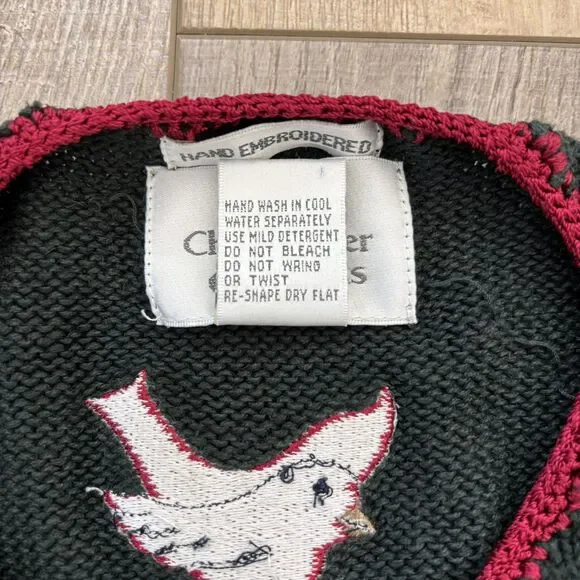 HAND EMBROIDERED
HAND WASH IN COOL
WATER SEPARATELY
USE MILD DETERGENT
DO NOT BLEACH
DO NOT WRING
OR TWIST
RE-SHAPE DRY FLAT